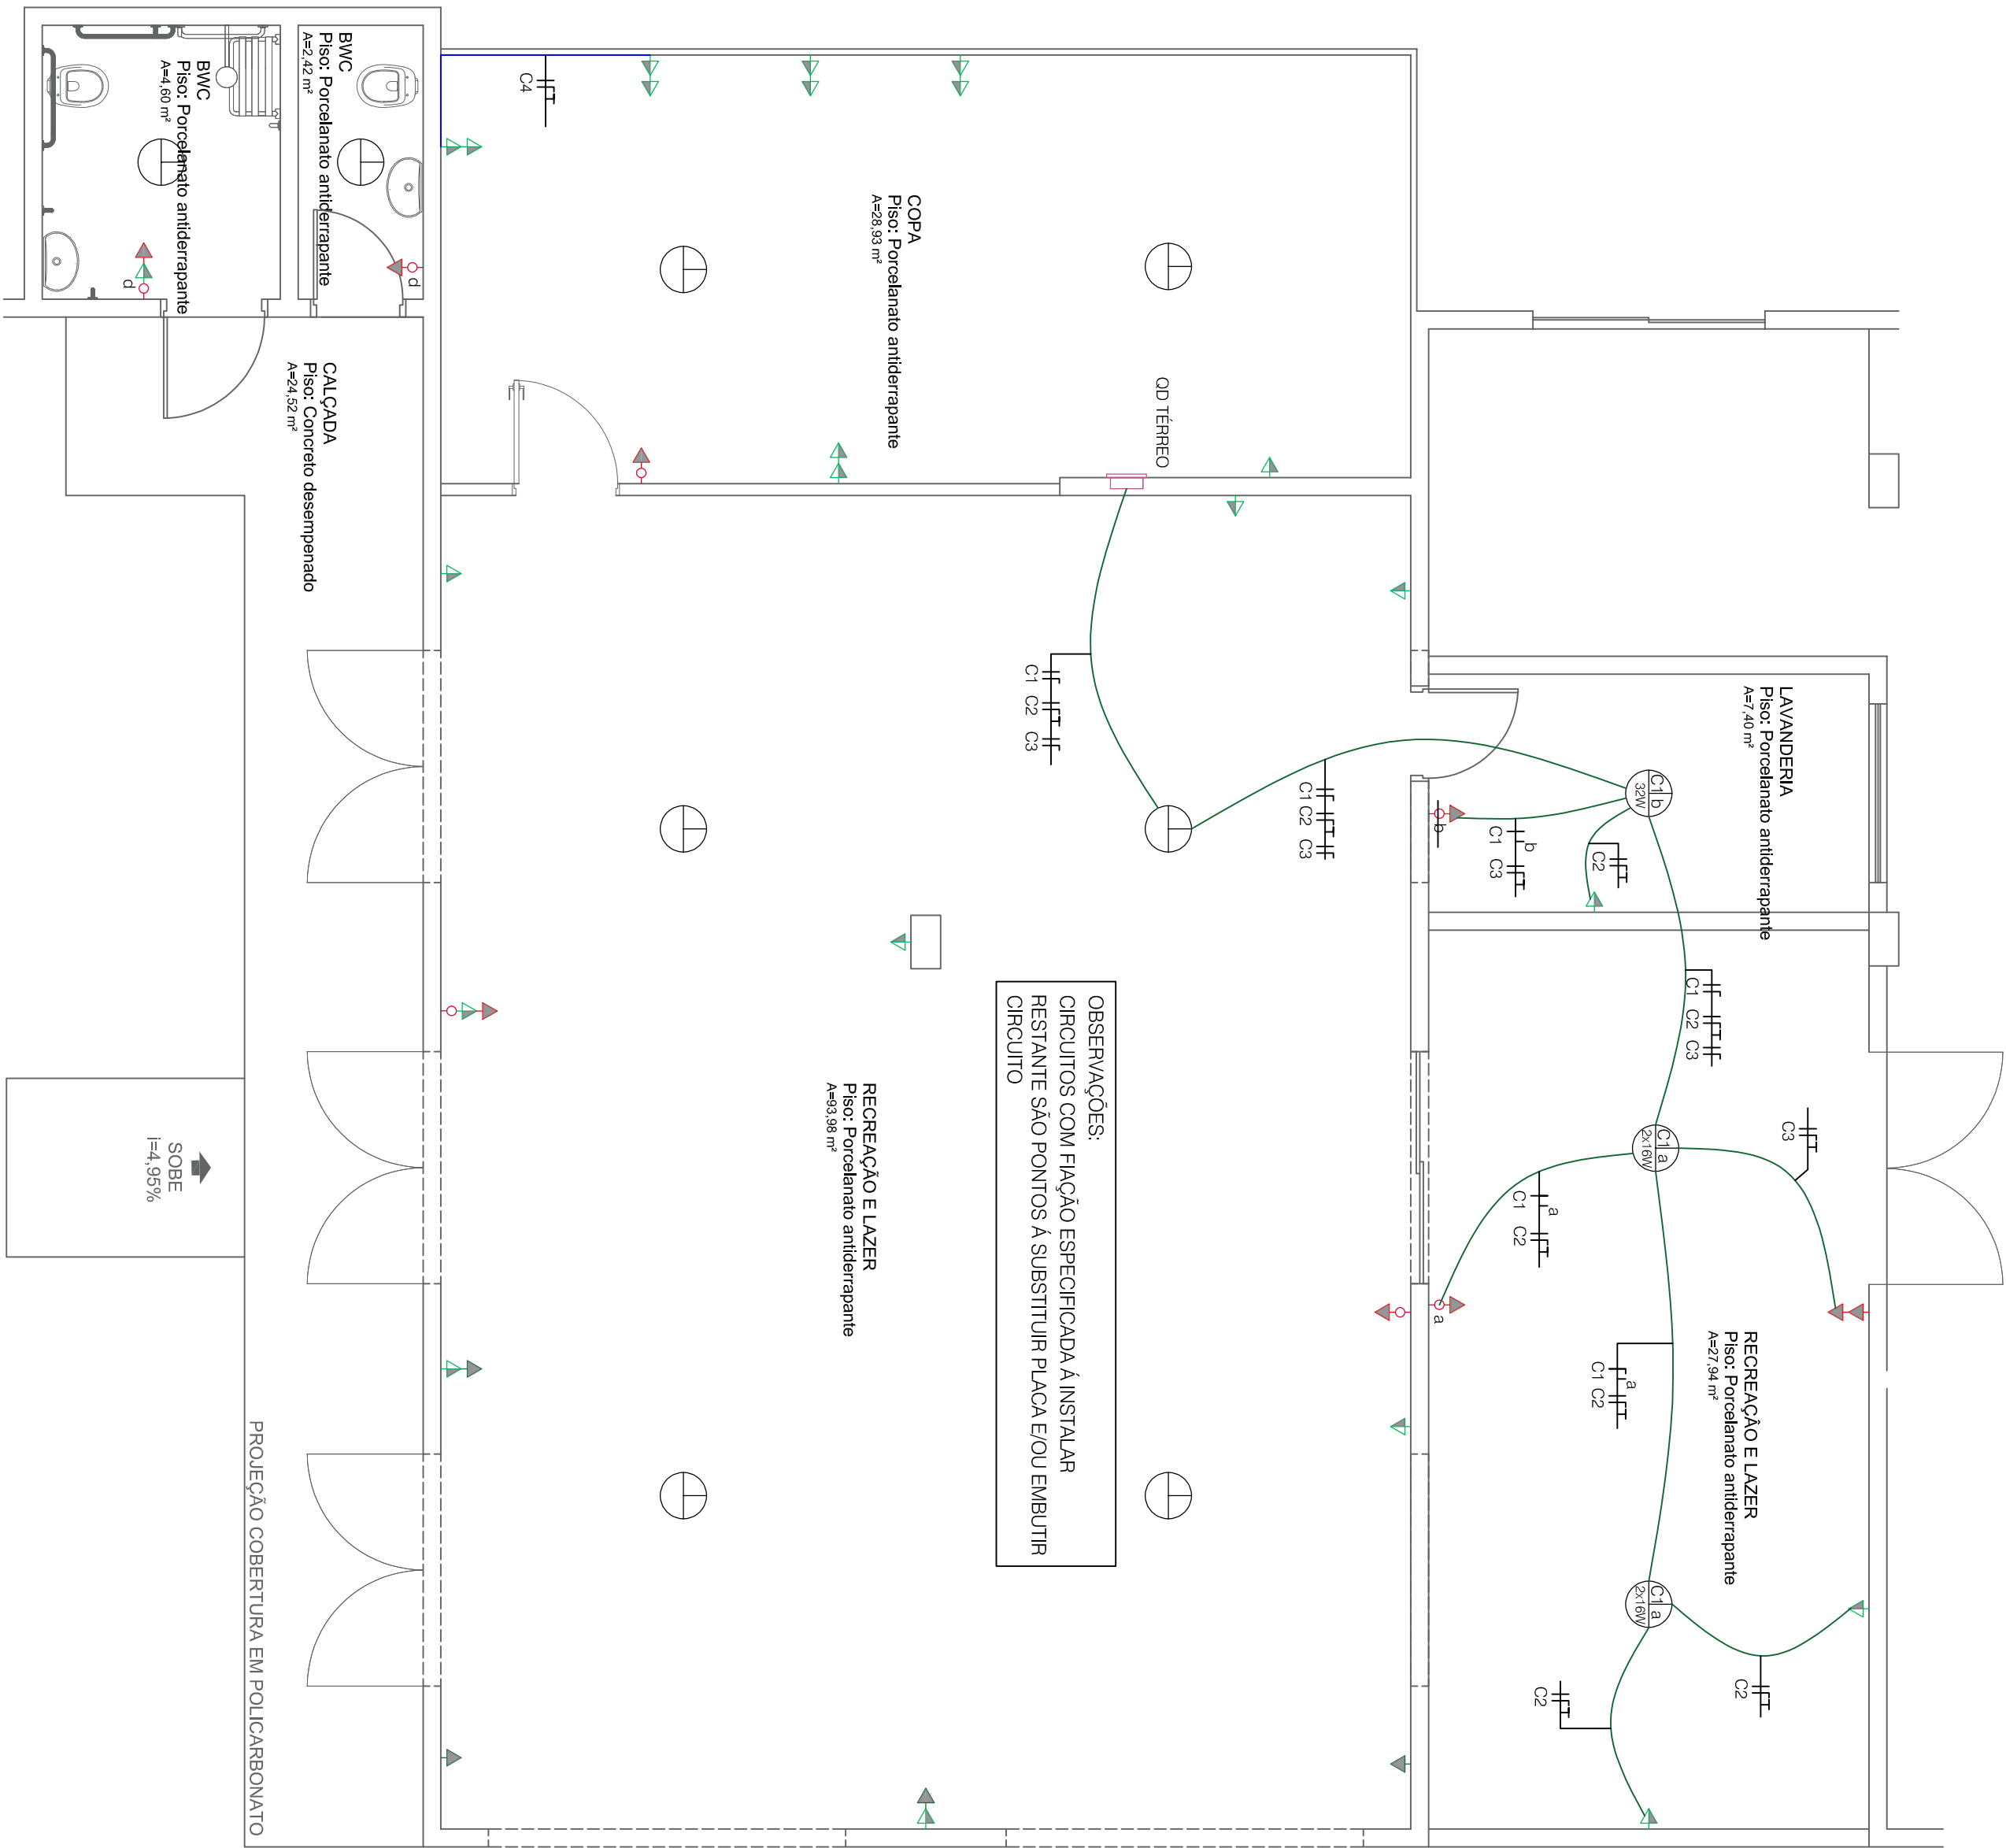 BWC
Piso: Porcelanato antiderrapante
A=4,60 m²
d
BWC
Piso: Porcelanato antiderrapante
A=2,42 m²
d
C4
COPA
Piso: Porcelanato antiderrapante
A=28,93 m²
QD TÉRREO
CALÇADA
Piso: Concreto desempenado
A=24,52 m²
C1 C2 C3
C1 C2 C3
LAVANDERIA
Piso: Porcelanato antiderrapante
A=7,40 m²
C1 b
32W
b
b
C1 C3
C2
C1 C2 C3
OBSERVAÇÕES:
CIRCUITOS COM FIAÇÃO ESPECIFICADA Á INSTALAR
RESTANTE SÃO PONTOS Á SUBSTITUIR PLACA E/OU EMBUTIR
CIRCUITO
RECREAÇÃO E LAZER
Piso: Porcelanato antiderrapante
A=93,98 m²
C3
C1 a
2x16W
a
C1 C2
a
a
C1 C2
RECREAÇÃO E LAZER
Piso: Porcelanato antiderrapante
A=27,94 m²
C1 a
2x16W
C2
C2
SOBE
i=4,95%
PROJEÇÃO COBERTURA EM POLICARBONATO